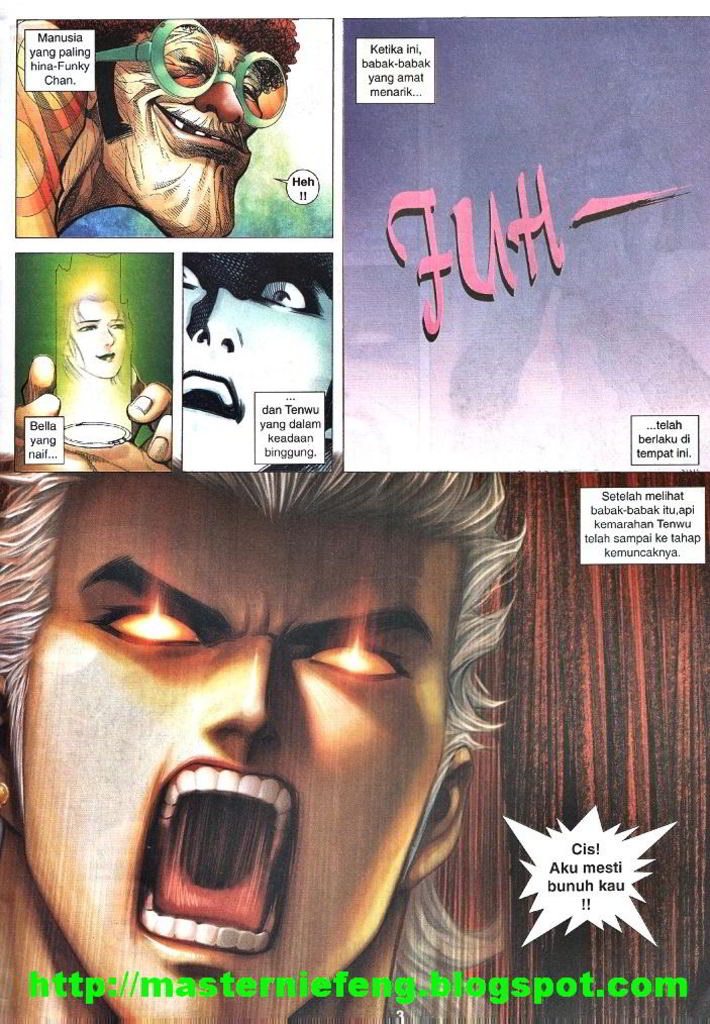 Manusia
yang paling
hina-Funky
Chan.
Heh
!!
Ketika ini,
babak-babak
yang amat
menarik...
FUH—
...telah
berlaku di
tempat ini.
Bella
yang
naif...
...
dan Tenwu
yang dalam
keadaan
binggung.
Setelah melihat
babak-babak itu,api
kemarahan Tenwu
telah sampai ke tahap
kemuncaknya.
Cis!
Aku mesti
bunuh kau
!!
http://masterniefeng.blogspot.com
3